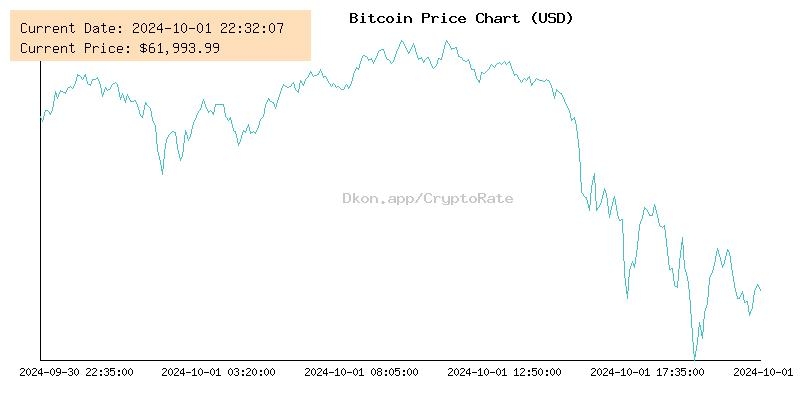 Bitcoin Price Chart (USD)
Current Date: 2024-10-01 22:32:07
Current Price: $61,993.99
Dkon.app/CryptoRate
2024-09-30 22:35:00 2024-10-01 03:20:00 2024-10-01 08:05:00 2024-10-01 12:50:00 2024-10-01 17:35:00 2024-10-01